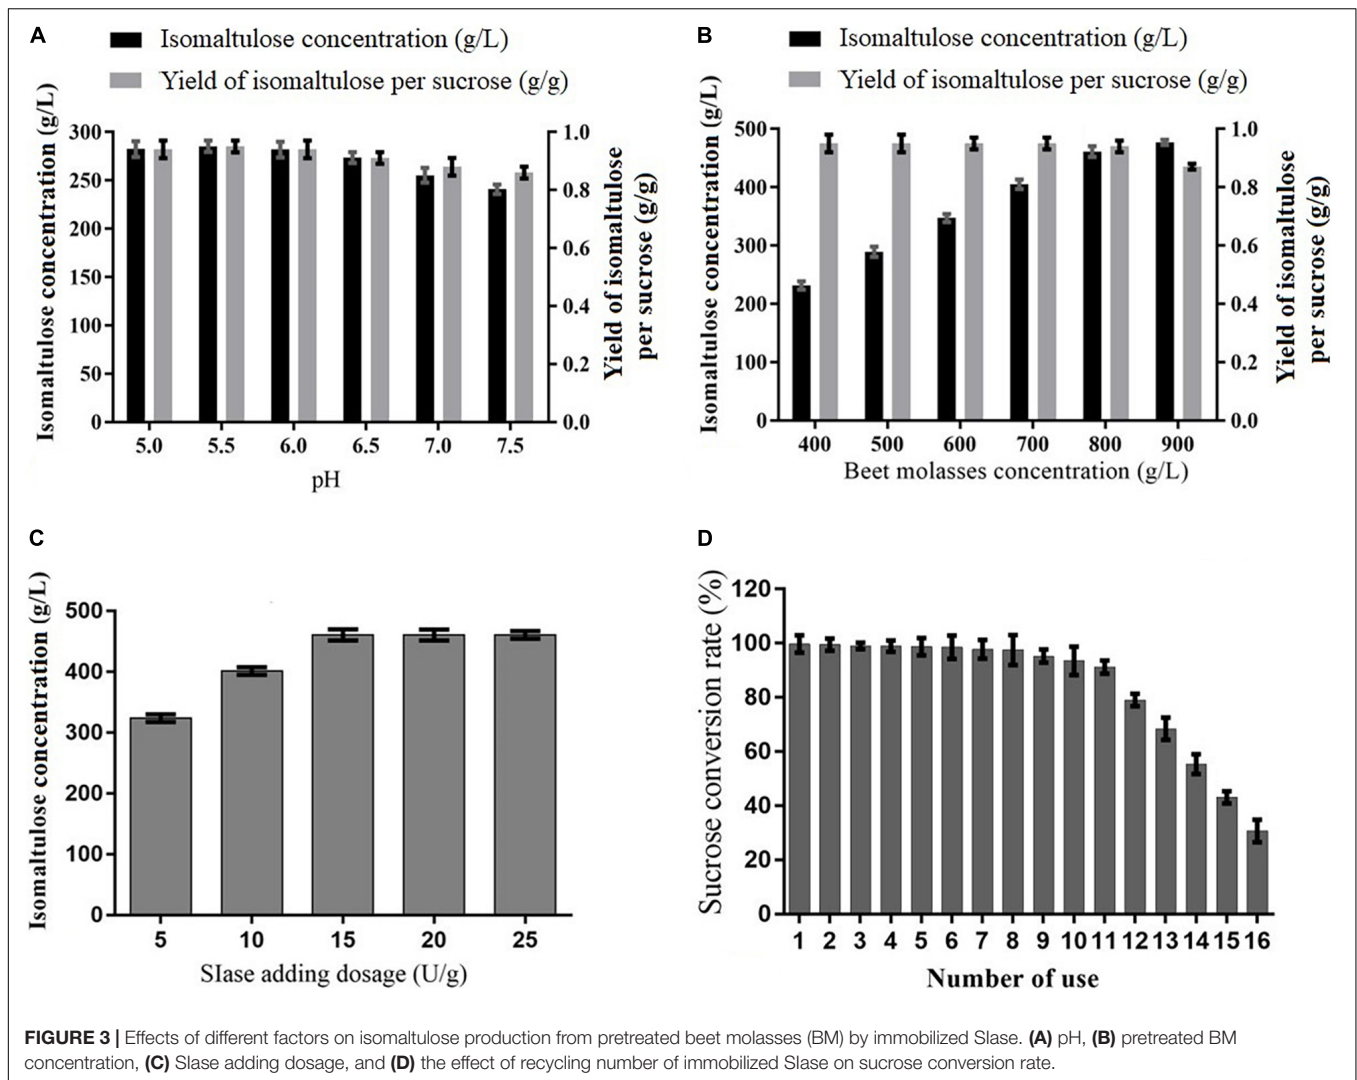 A
Isomaltulose concentration (g/L)
Yield of isomaltulose per sucrose (g/g)
Isomaltulose concentration (g/L)
300
250
200
150
100
50
0
1.0
0.8
0.6
0.4
0.2
0.0
Yield of isomaltulose
per sucrose (g/g)
5.0 5.5 6.0 6.5 7.0 7.5
pH
B
Isomaltulose concentration (g/L)
Yield of isomaltulose per sucrose (g/g)
Isomaltulose concentration (g/L)
500
400
300
200
100
0
1.0
0.8
0.6
0.4
0.2
0.0
Yield of isomaltulose
per sucrose (g/g)
400 500 600 700 800 900
Beet molasses concentration (g/L)
C
Isomaltulose concentration (g/L)
500
400
300
200
100
0
5 10 15 20 25
SIase adding dosage (U/g)
D
Sucrose conversion rate (%)
120
100
80
60
40
20
0
1 2 3 4 5 6 7 8 9 10 11 12 13 14 15 16
Number of use
FIGURE 3 | Effects of different factors on isomaltulose production from pretreated beet molasses (BM) by immobilized SIase. (A) pH, (B) pretreated BM
concentration, (C) SIase adding dosage, and (D) the effect of recycling number of immobilized SIase on sucrose conversion rate.